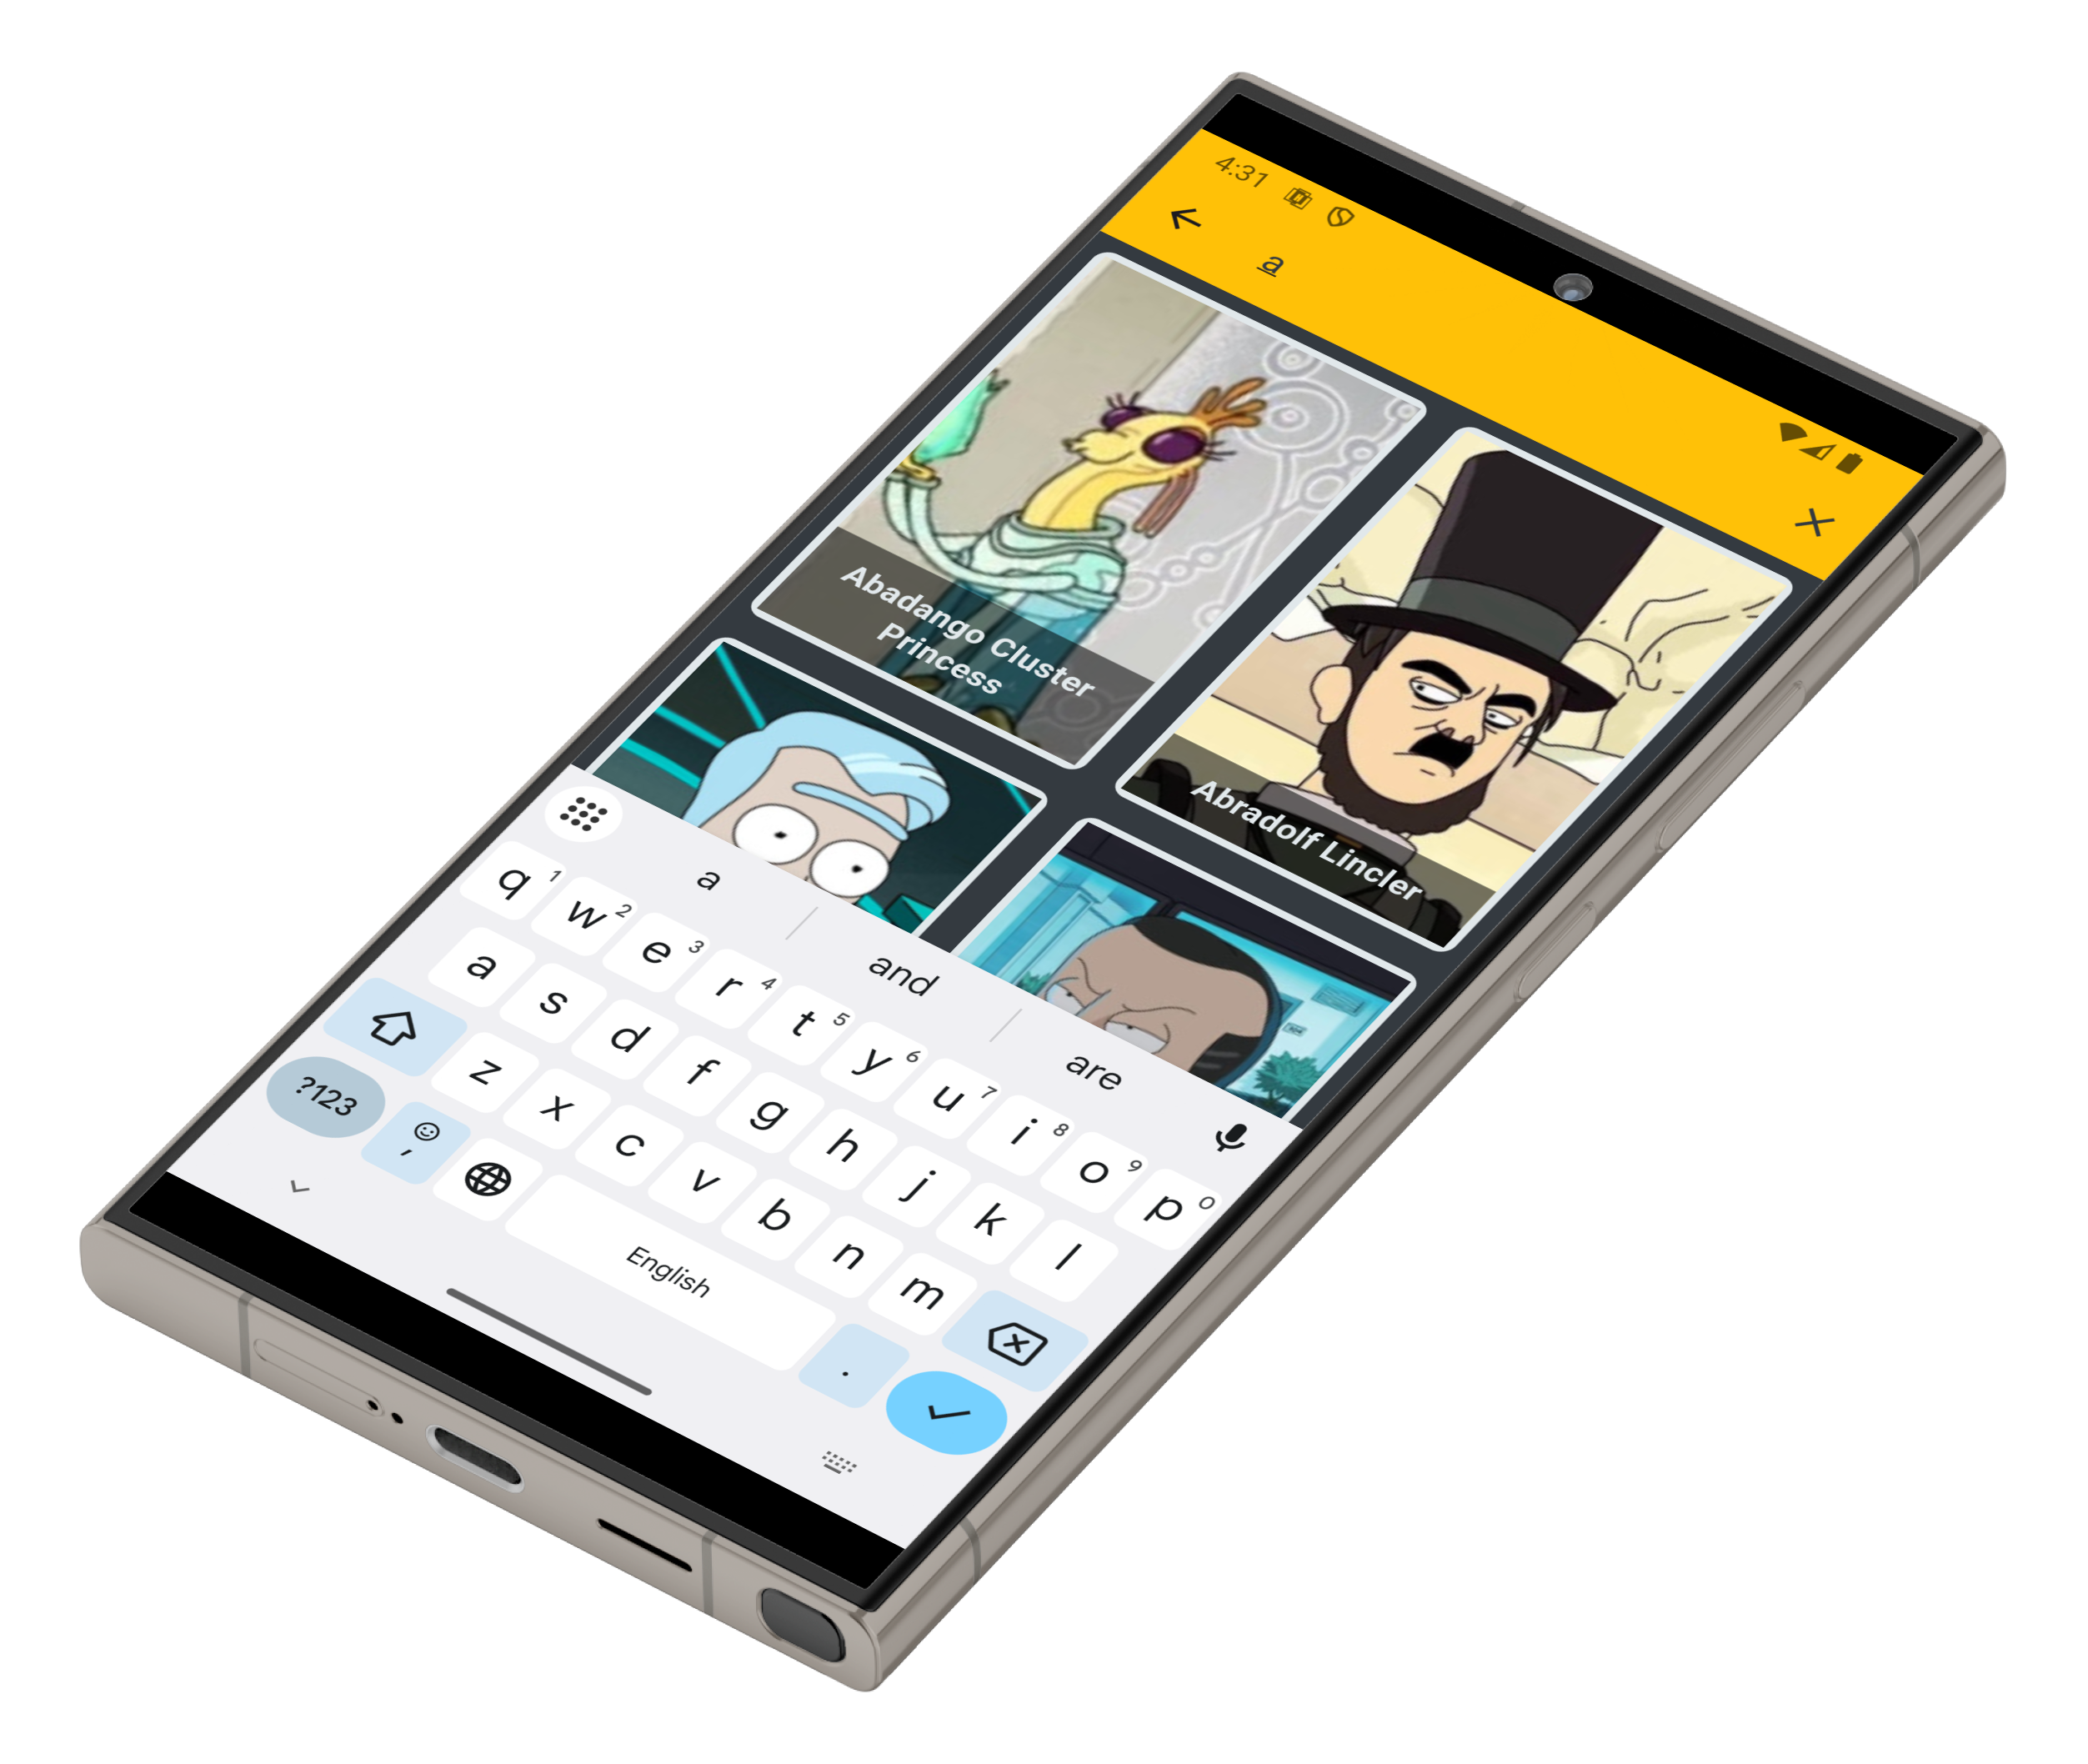 4:31
a
Abadango Cluster
Princess
Abradolf Lincler
a and are
q 1 w 2 e 3 r 4 t 5 y 6 u 7 i 8 o 9 p 0
a s d f g h j k l
z x c v b n m
?123 , English .